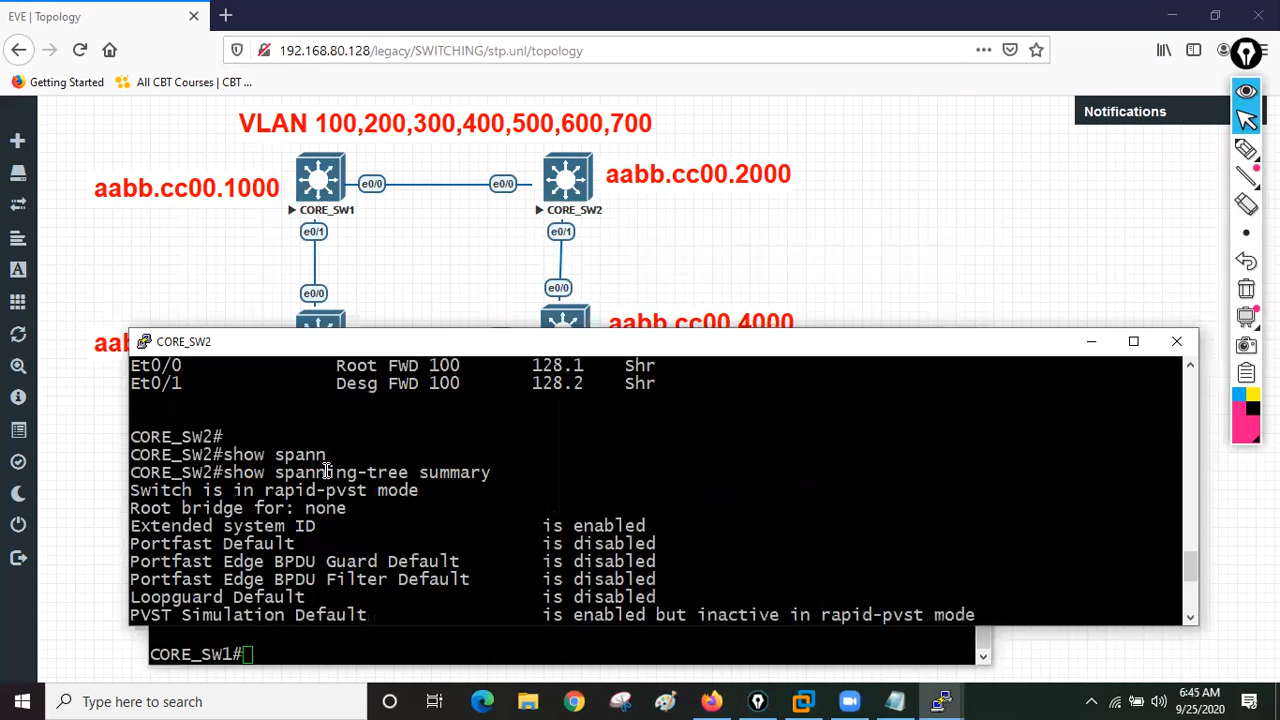 EVE | Topology
192.168.80.128/legacy/SWITCHING/stp.unl/topology
Getting Started
All CBT Courses | CBT ...
Notifications
VLAN 100,200,300,400,500,600,700
aabb.cc00.1000
e0/0
e0/0
aabb.cc00.2000
CORE_SW1
CORE_SW2
e0/1
e0/1
e0/0
e0/0
aabb.cc00.4000
aab
CORE_SW2
Et0/0 Root FWD 100 128.1 Shr
Et0/1 Desg FWD 100 128.2 Shr
CORE_SW2#
CORE_SW2#show spann
CORE_SW2#show spanning-tree summary
Switch is in rapid-pvst mode
Root bridge for: none
Extended system ID is enabled
Portfast Default is disabled
Portfast Edge BPDU Guard Default is disabled
Portfast Edge BPDU Filter Default is disabled
Loopguard Default is disabled
PVST Simulation Default is enabled but inactive in rapid-pvst mode
CORE_SW1#
Type here to search
6:45 AM
9/25/2020